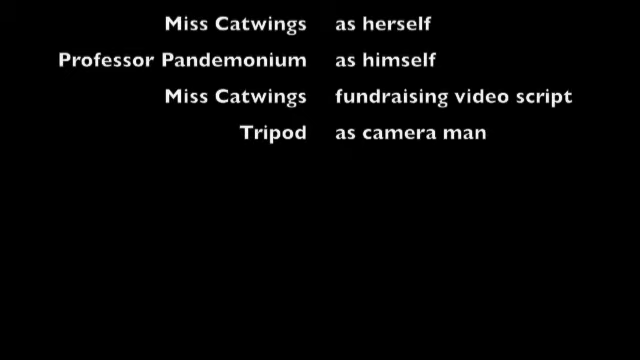 Miss Catwings as herself
Professor Pandemonium as himself
Miss Catwings fundraising video script
Tripod as camera man